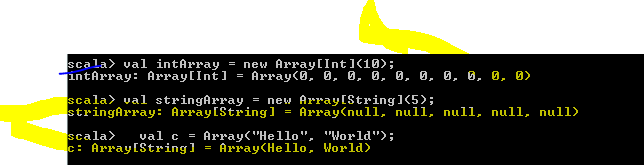 scala> val intArray = new Array[Int](10);
intArray: Array[Int] = Array(0, 0, 0, 0, 0, 0, 0, 0, 0, 0)
scala> val stringArray = new Array[String](5);
stringArray: Array[String] = Array(null, null, null, null, null)
scala>   val c = Array("Hello", "World");
c: Array[String] = Array(Hello, World)